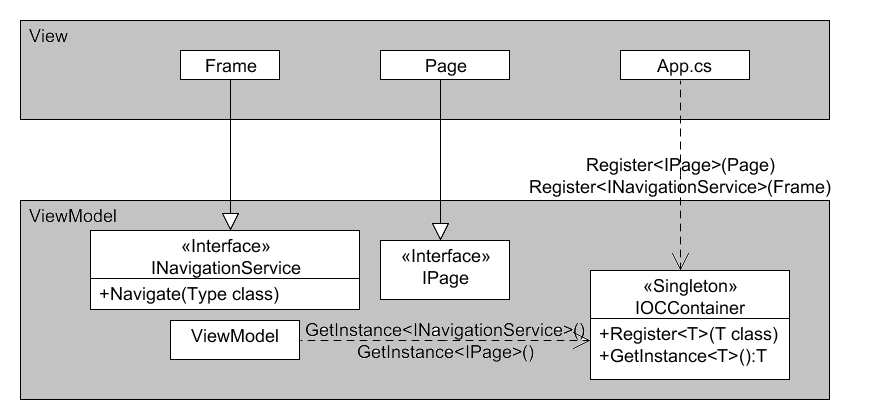 View
Frame
Page
App.cs
Register<IPage>(Page)
Register<INavigationService>(Frame)
ViewModel
«Interface»
INavigationService
+Navigate(Type class)
«Interface»
IPage
«Singleton»
IOCContainer
+Register<T>(T class)
+GetInstance<T>():T
ViewModel
GetInstance<INavigationService>()
GetInstance<IPage>()